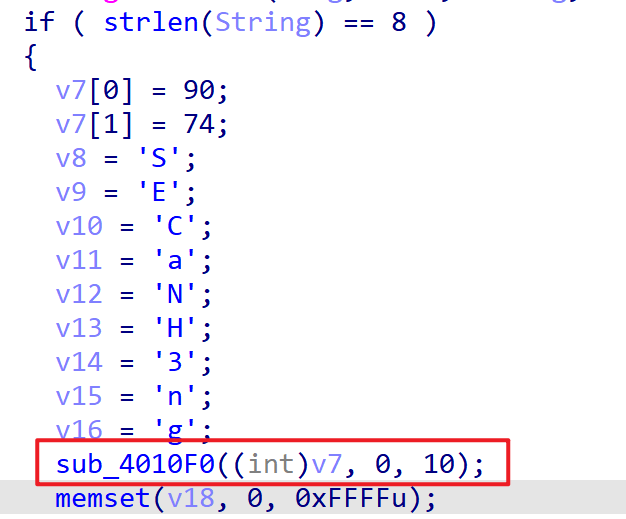 if ( strlen(String) == 8 )
{
v7[0] = 90;
v7[1] = 74;
v8 = 'S';
v9 = 'E';
v10 = 'C';
v11 = 'a';
v12 = 'N';
v13 = 'H';
v14 = '3';
v15 = 'n';
v16 = 'g';
sub_4010F0((int)v7, 0, 10);
memset(v18, 0, 0xFFFFu);